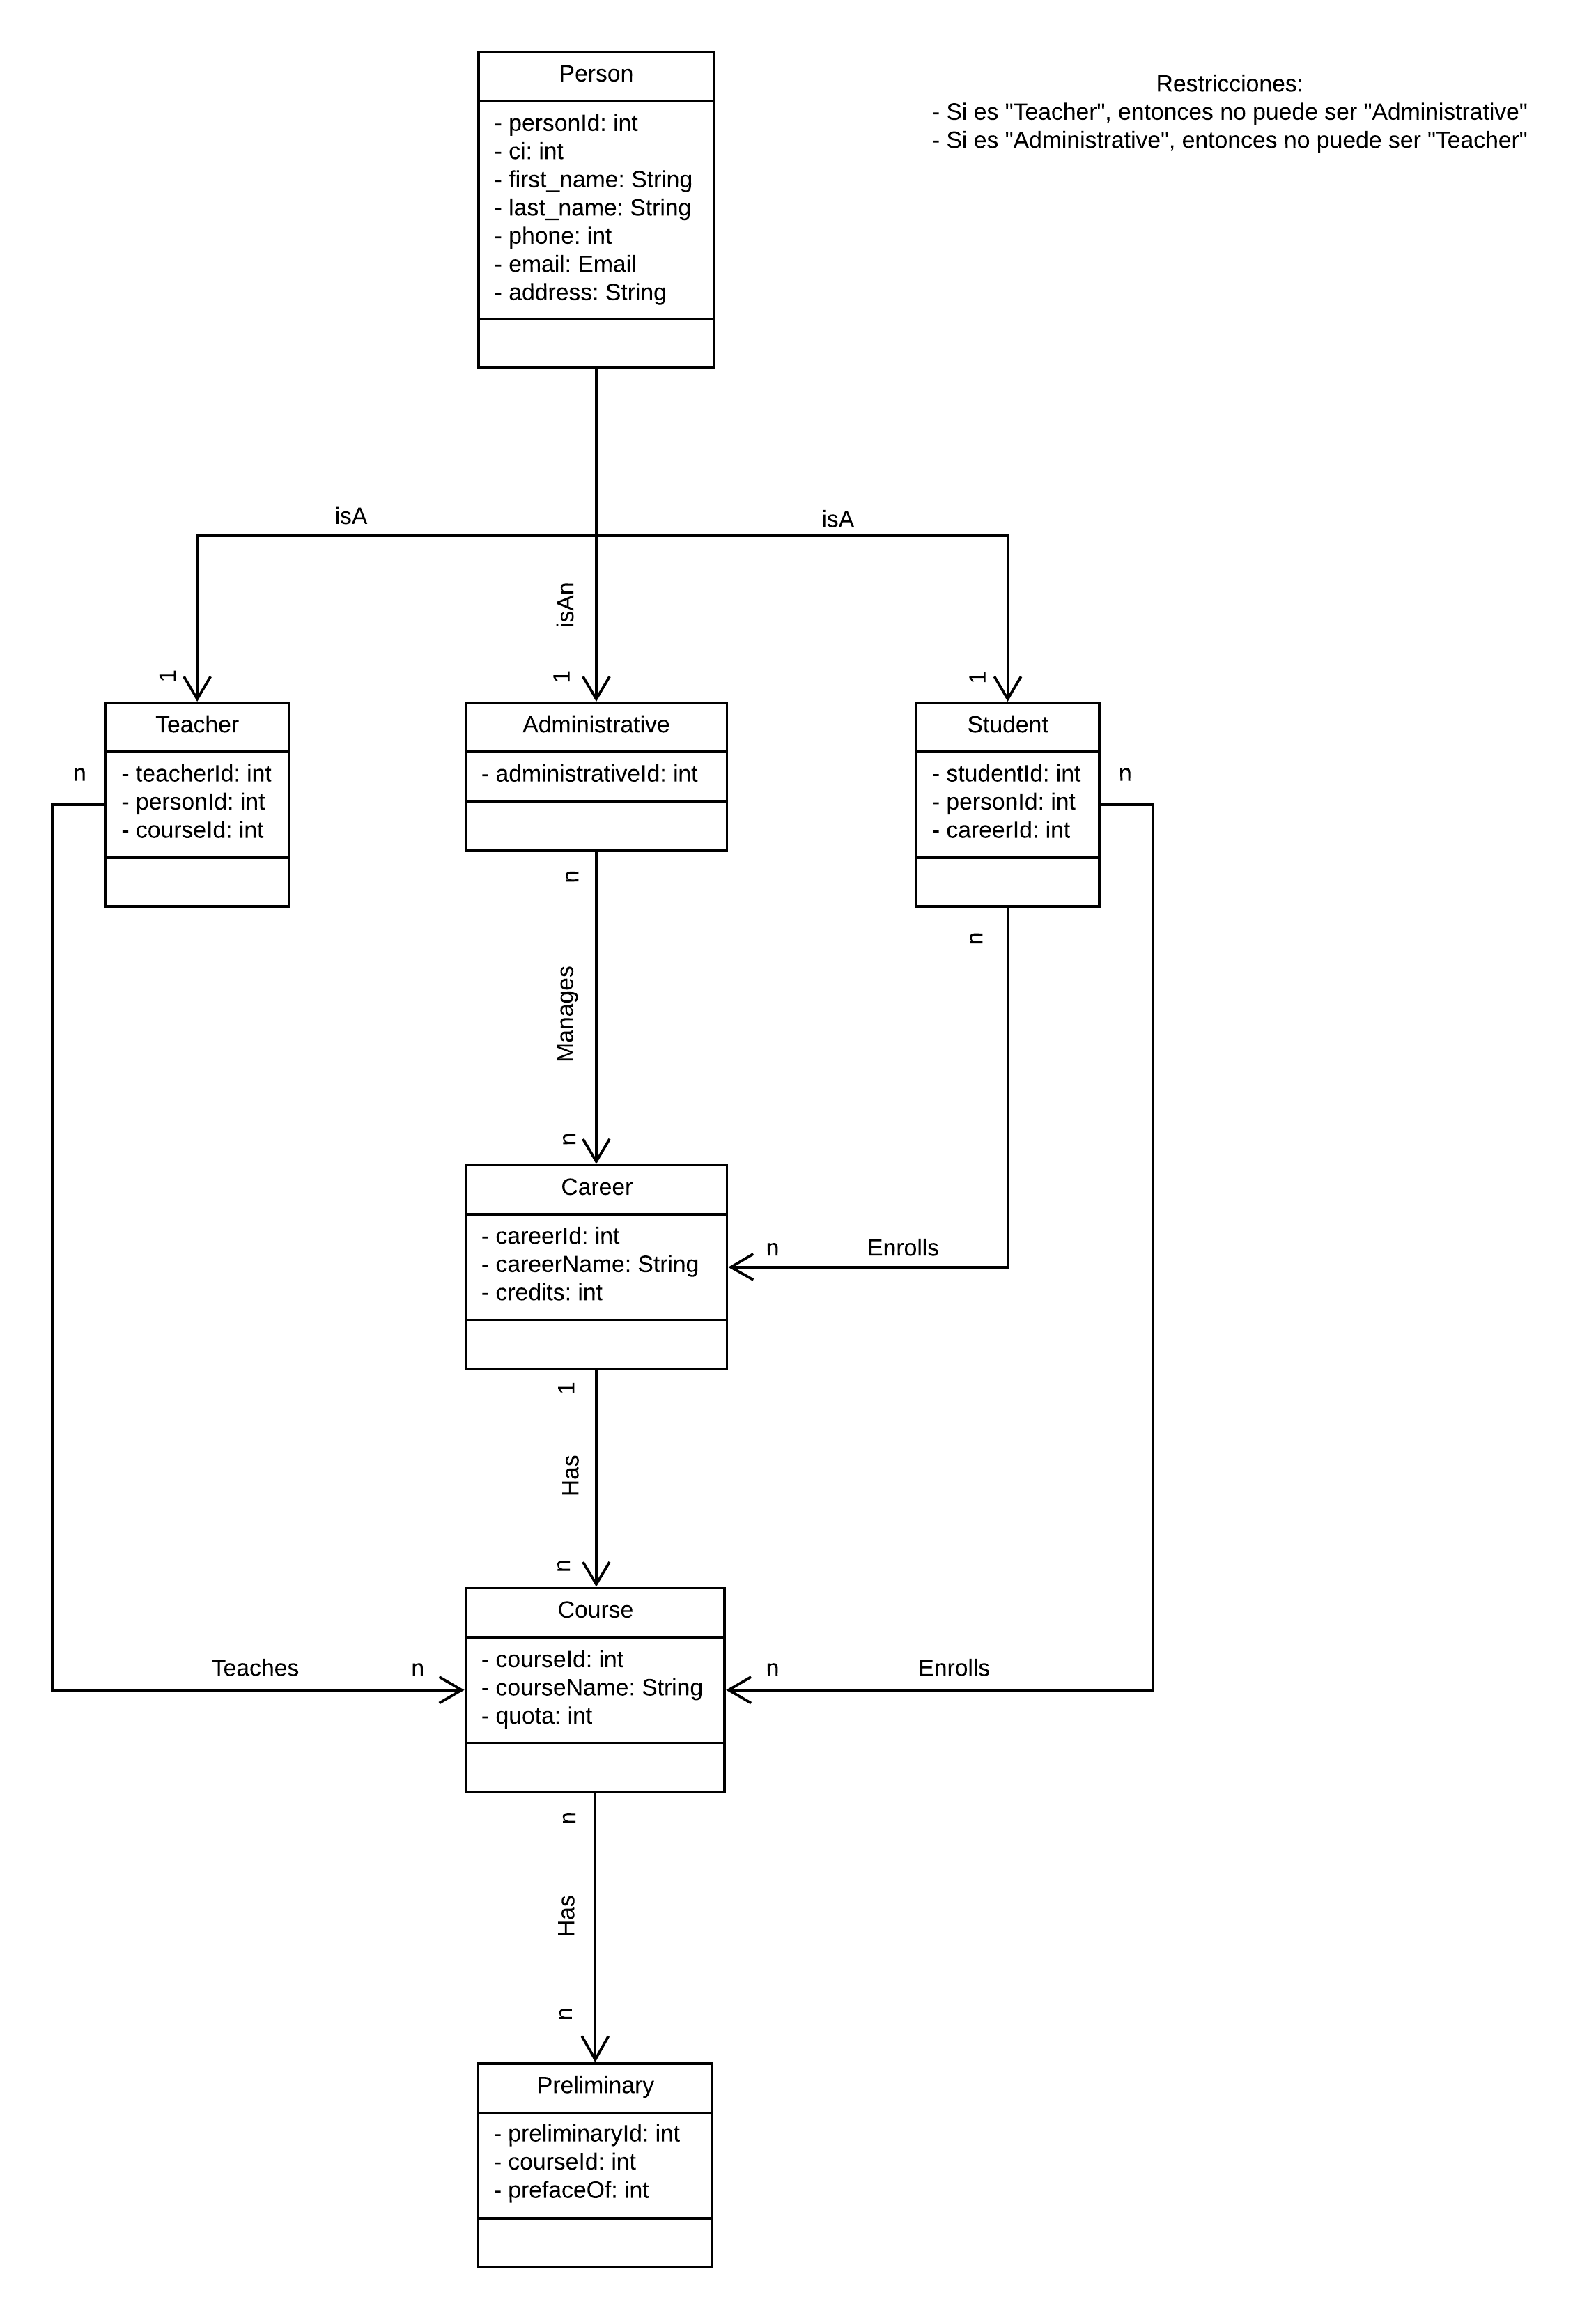 Person
- personId: int
- ci: int
- first_name: String
- last_name: String
- phone: int
- email: Email
- address: String
Restricciones:
- Si es "Teacher", entonces no puede ser "Administrative"
- Si es "Administrative", entonces no puede ser "Teacher"
isA
isA
isAn
1
1
1
Teacher
- teacherId: int
- personId: int
- courseId: int
n
Administrative
- administrativeId: int
n
Student
- studentId: int
- personId: int
- careerId: int
n
n
Manages
n
Career
- careerId: int
- careerName: String
- credits: int
n
Enrolls
1
Has
n
Course
- courseId: int
- courseName: String
- quota: int
Teaches
n
n
Enrolls
n
Has
n
Preliminary
- preliminaryId: int
- courseId: int
- prefaceOf: int